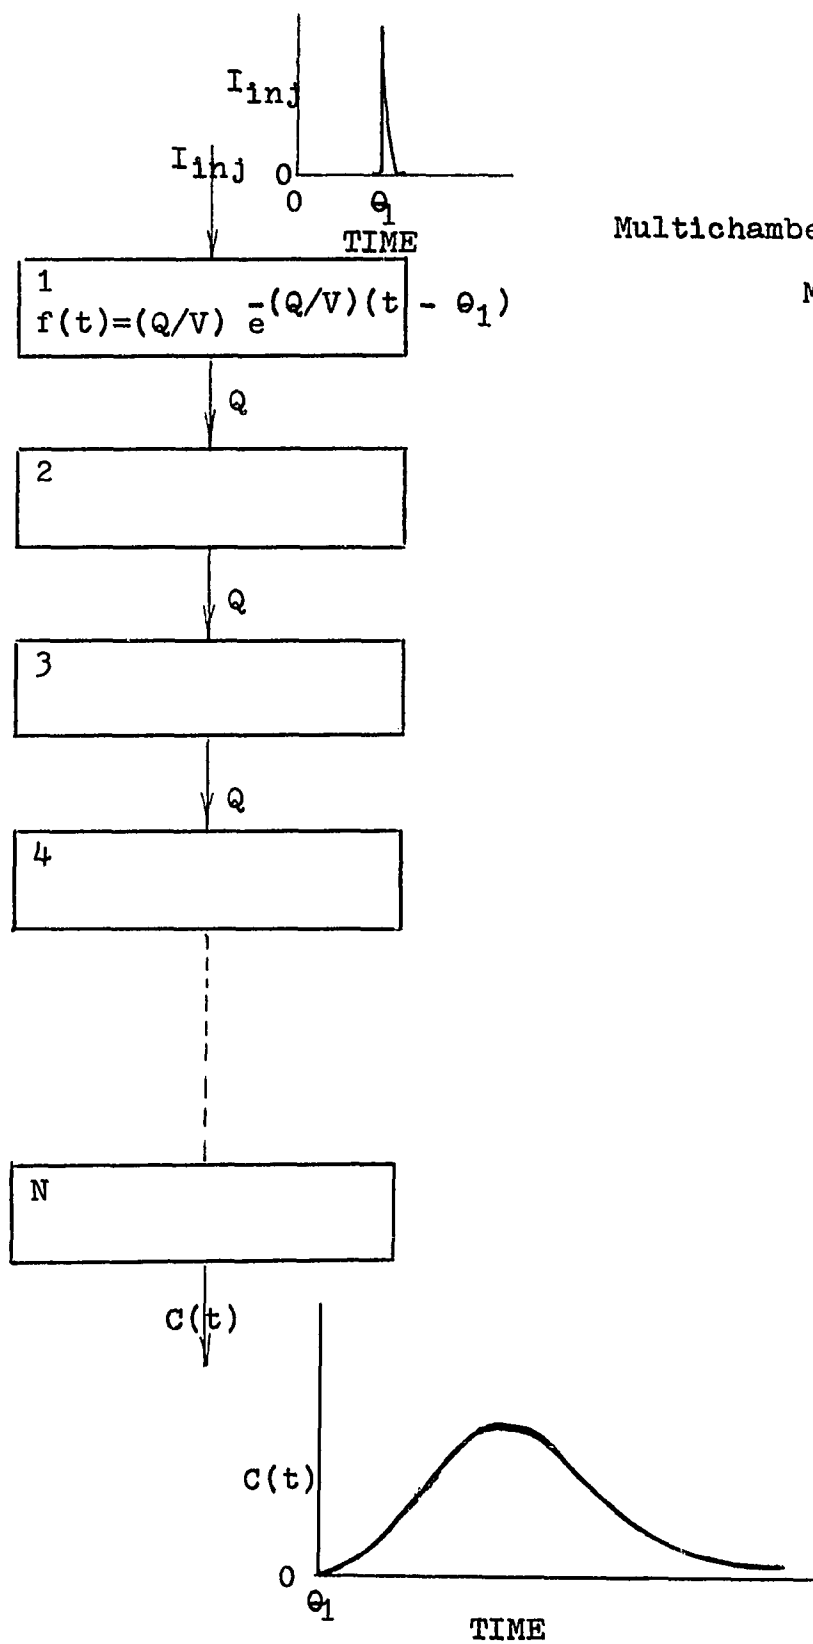 I_inj
I_inj
0
0
θ₁
TIME
Multichambe
M
1
f(t)=(Q/V) e^-(Q/V)(t - θ₁)
Q
2
Q
3
Q
4
N
C(t)
C(t)
0
θ₁
TIME